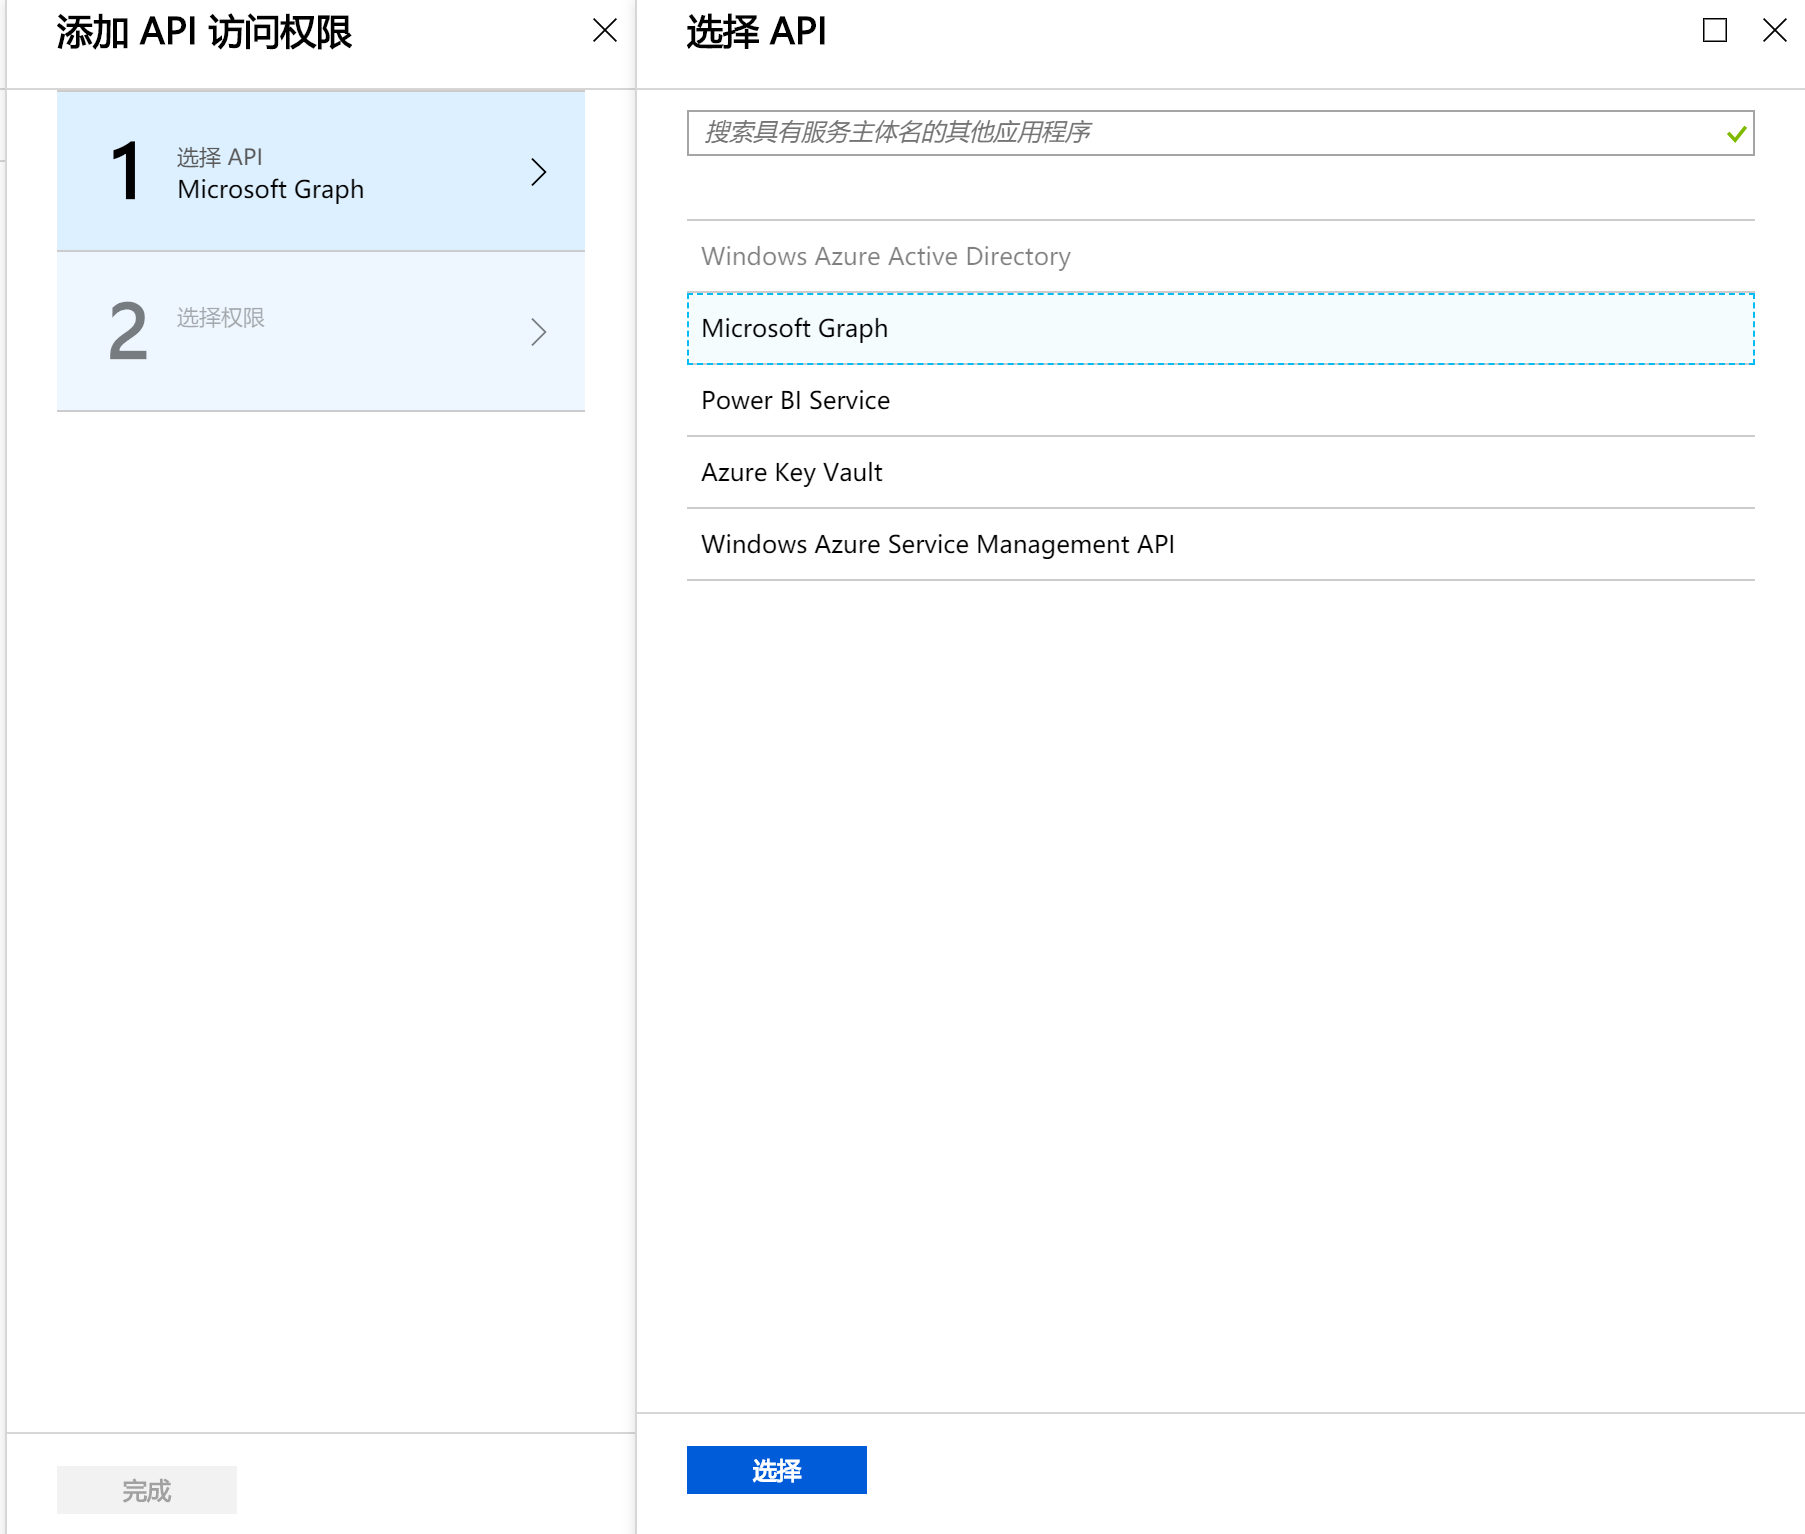 添加 API 访问权限
1
选择 API
Microsoft Graph
2
选择权限
完成
选择 API
搜索具有服务主体名的其他应用程序
Windows Azure Active Directory
Microsoft Graph
Power BI Service
Azure Key Vault
Windows Azure Service Management API
选择